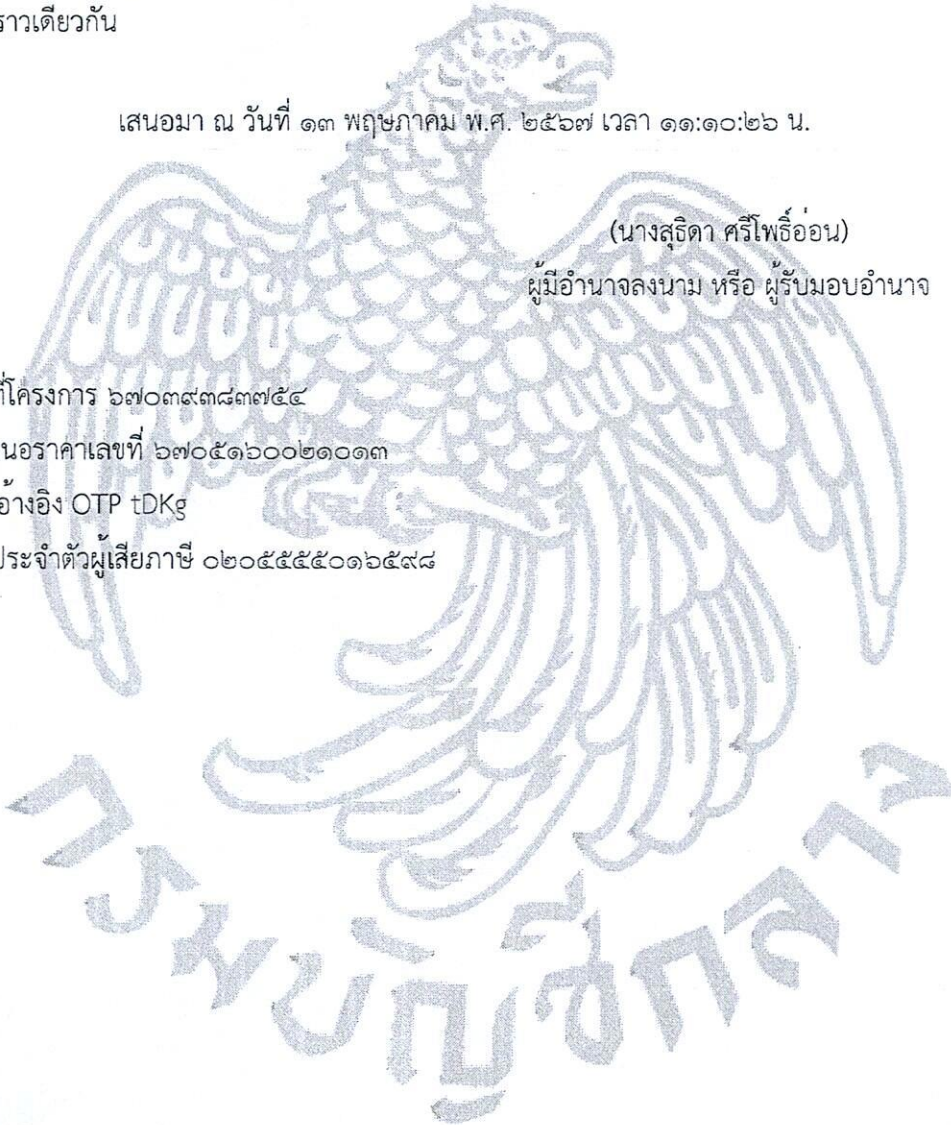 ราวเดียวกัน
เสนอมา ณ วันที่ ๑๓ พฤษภาคม พ.ศ. ๒๕๖๗ เวลา ๑๑:๑๐:๒๖ น.
(นางสุธิดา ศรีโพธิ์อ่อน)
ผู้มีอำนาจลงนาม หรือ ผู้รับมอบอำนาจ
ที่โครงการ ๖๗๐๓๙๓๘๓๗๕๔
นอราคาเลขที่ ๖๗๐๕๑๖๐๐๒๑๐๑๓
อ้างอิง OTP tDKg
ประจำตัวผู้เสียภาษี ๐๒๐๕๕๕๕๐๑๖๕๙๘
กรมบัญชีกลาง